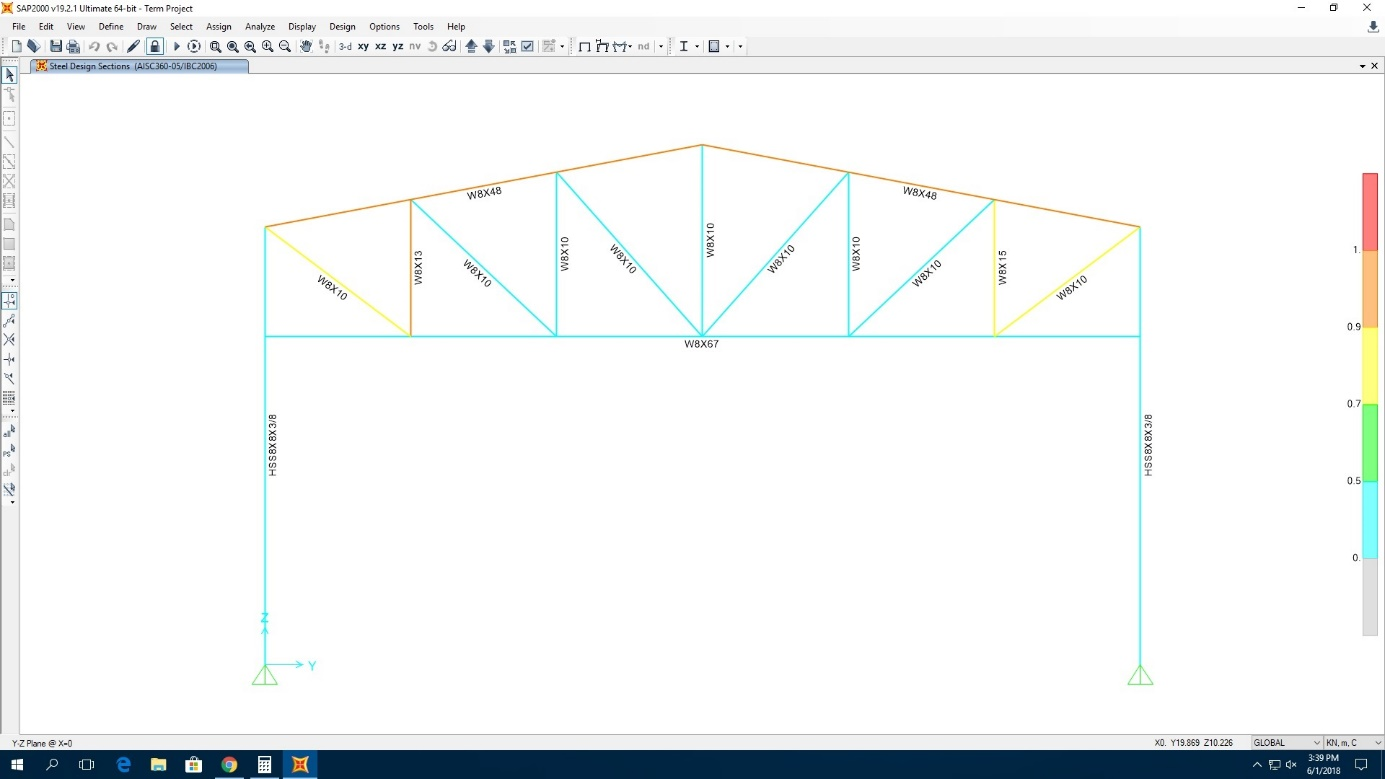 SAP2000 v19.2.1 Ultimate 64-bit - Term Project
File Edit View Define Draw Select Assign Analyze Display Design Options Tools Help
3-d xy xz yz nv nd
Steel Design Sections (AISC360-05/IBC2006)
W8X48
W8X48
W8X10
W8X13
W8X10
W8X10
W8X10
W8X10
W8X10
W8X10
W8X10
W8X15
W8X10
W8X67
HSS8X8X3/8
HSS8X8X3/8
1.
0.9
0.7
0.5
0.
Z
Y
PS
Y-Z Plane @ X=0
X0. Y19.869 Z10.226
GLOBAL
KN, m, C
3:39 PM
6/1/2018